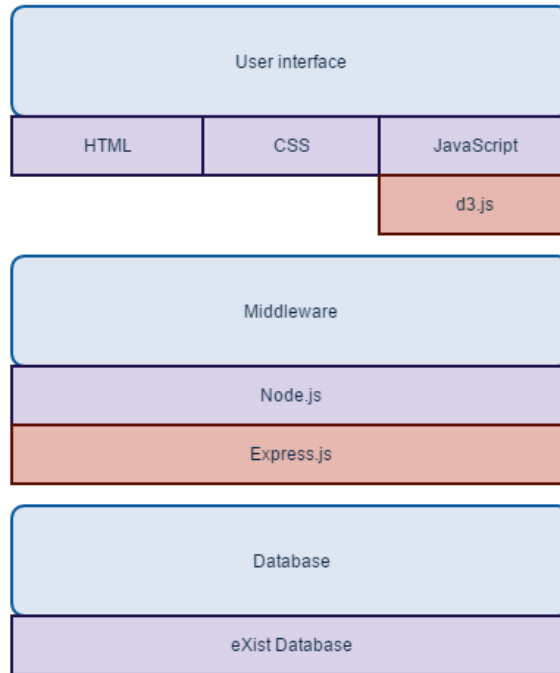 User interface
HTML CSS JavaScript
d3.js
Middleware
Node.js
Express.js
Database
eXist Database